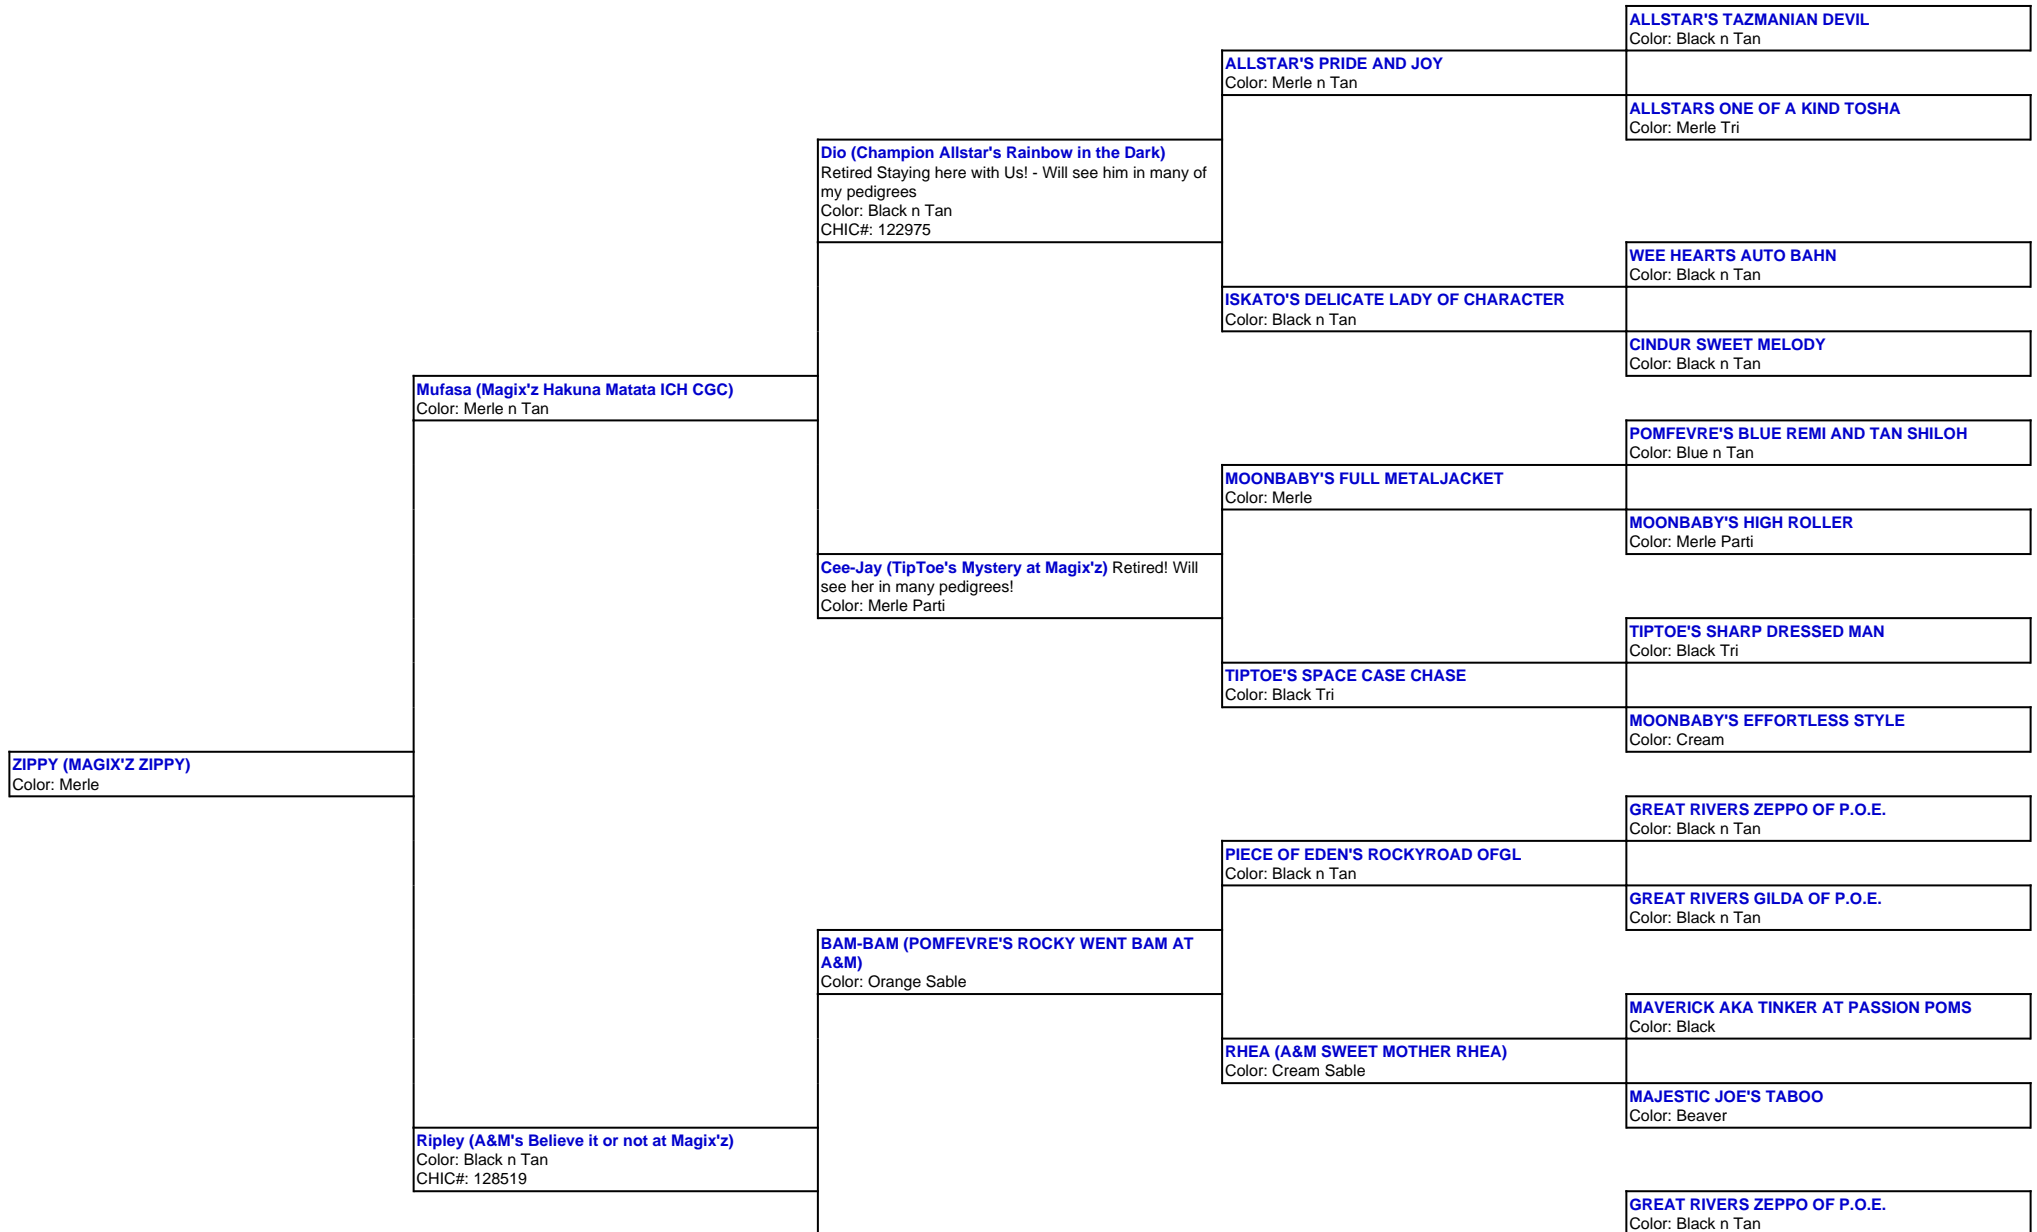 ALLSTAR'S TAZMANIAN DEVIL
Color: Black n Tan
ALLSTAR'S PRIDE AND JOY
Color: Merle n Tan
ALLSTARS ONE OF A KIND TOSHA
Color: Merle Tri
Dio (Champion Allstar's Rainbow in the Dark)
Retired Staying here with Us! - Will see him in many of
my pedigrees
Color: Black n Tan
CHIC#: 122975
WEE HEARTS AUTO BAHN
Color: Black n Tan
ISKATO'S DELICATE LADY OF CHARACTER
Color: Black n Tan
CINDUR SWEET MELODY
Color: Black n Tan
Mufasa (Magix'z Hakuna Matata ICH CGC)
Color: Merle n Tan
POMFEVRE'S BLUE REMI AND TAN SHILOH
Color: Blue n Tan
MOONBABY'S FULL METALJACKET
Color: Merle
MOONBABY'S HIGH ROLLER
Color: Merle Parti
Cee-Jay (TipToe's Mystery at Magix'z) Retired! Will
see her in many pedigrees!
Color: Merle Parti
TIPTOE'S SHARP DRESSED MAN
Color: Black Tri
TIPTOE'S SPACE CASE CHASE
Color: Black Tri
MOONBABY'S EFFORTLESS STYLE
Color: Cream
ZIPPY (MAGIX'Z ZIPPY)
Color: Merle
GREAT RIVERS ZEPPO OF P.O.E.
Color: Black n Tan
PIECE OF EDEN'S ROCKYROAD OFGL
Color: Black n Tan
GREAT RIVERS GILDA OF P.O.E.
Color: Black n Tan
BAM-BAM (POMFEVRE'S ROCKY WENT BAM AT
A&M)
Color: Orange Sable
MAVERICK AKA TINKER AT PASSION POMS
Color: Black
RHEA (A&M SWEET MOTHER RHEA)
Color: Cream Sable
MAJESTIC JOE'S TABOO
Color: Beaver
Ripley (A&M's Believe it or not at Magix'z)
Color: Black n Tan
CHIC#: 128519
GREAT RIVERS ZEPPO OF P.O.E.
Color: Black n Tan